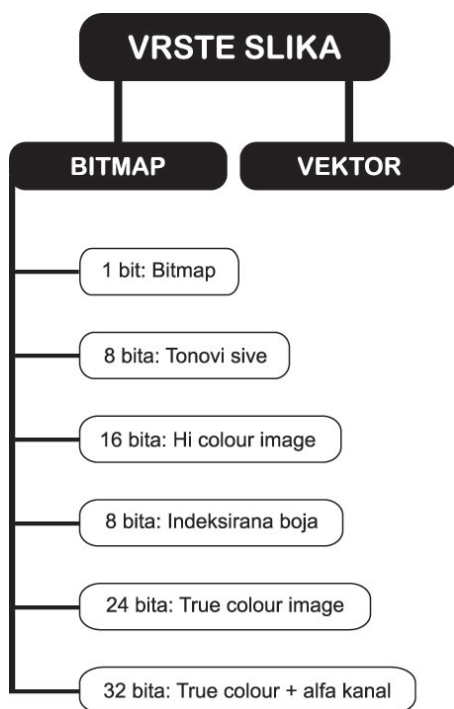 VRSTE SLIKA
BITMAP
VEKTOR
1 bit: Bitmap
8 bita: Tonovi sive
16 bita: Hi colour image
8 bita: Indeksirana boja
24 bita: True colour image
32 bita: True colour + alfa kanal